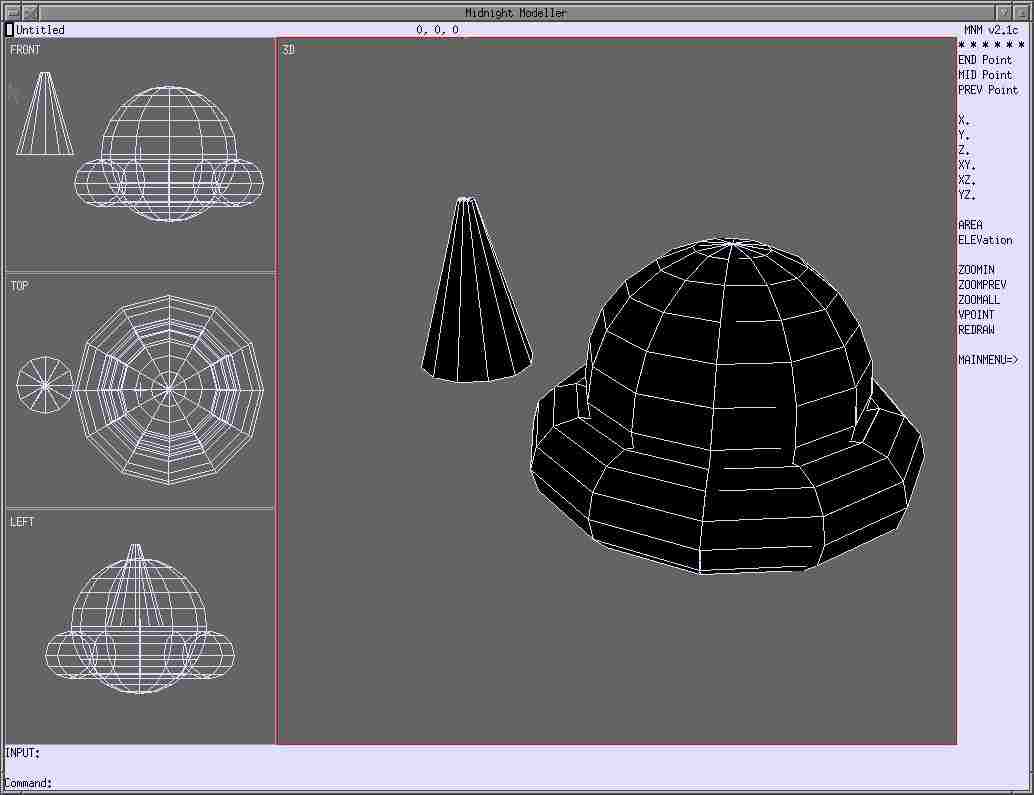 Midnight Modeller
Untitled 0, 0, 0 MNM v2.1c
* * * * * *
FRONT
3D
END Point
MID Point
PREV Point
X.
Y.
Z.
XY.
XZ.
YZ.
AREA
ELEVation
ZOOMIN
ZOOMPREV
ZOOMALL
VPOINT
REDRAW
MAINMENU=>
TOP
LEFT
INPUT:
Command: